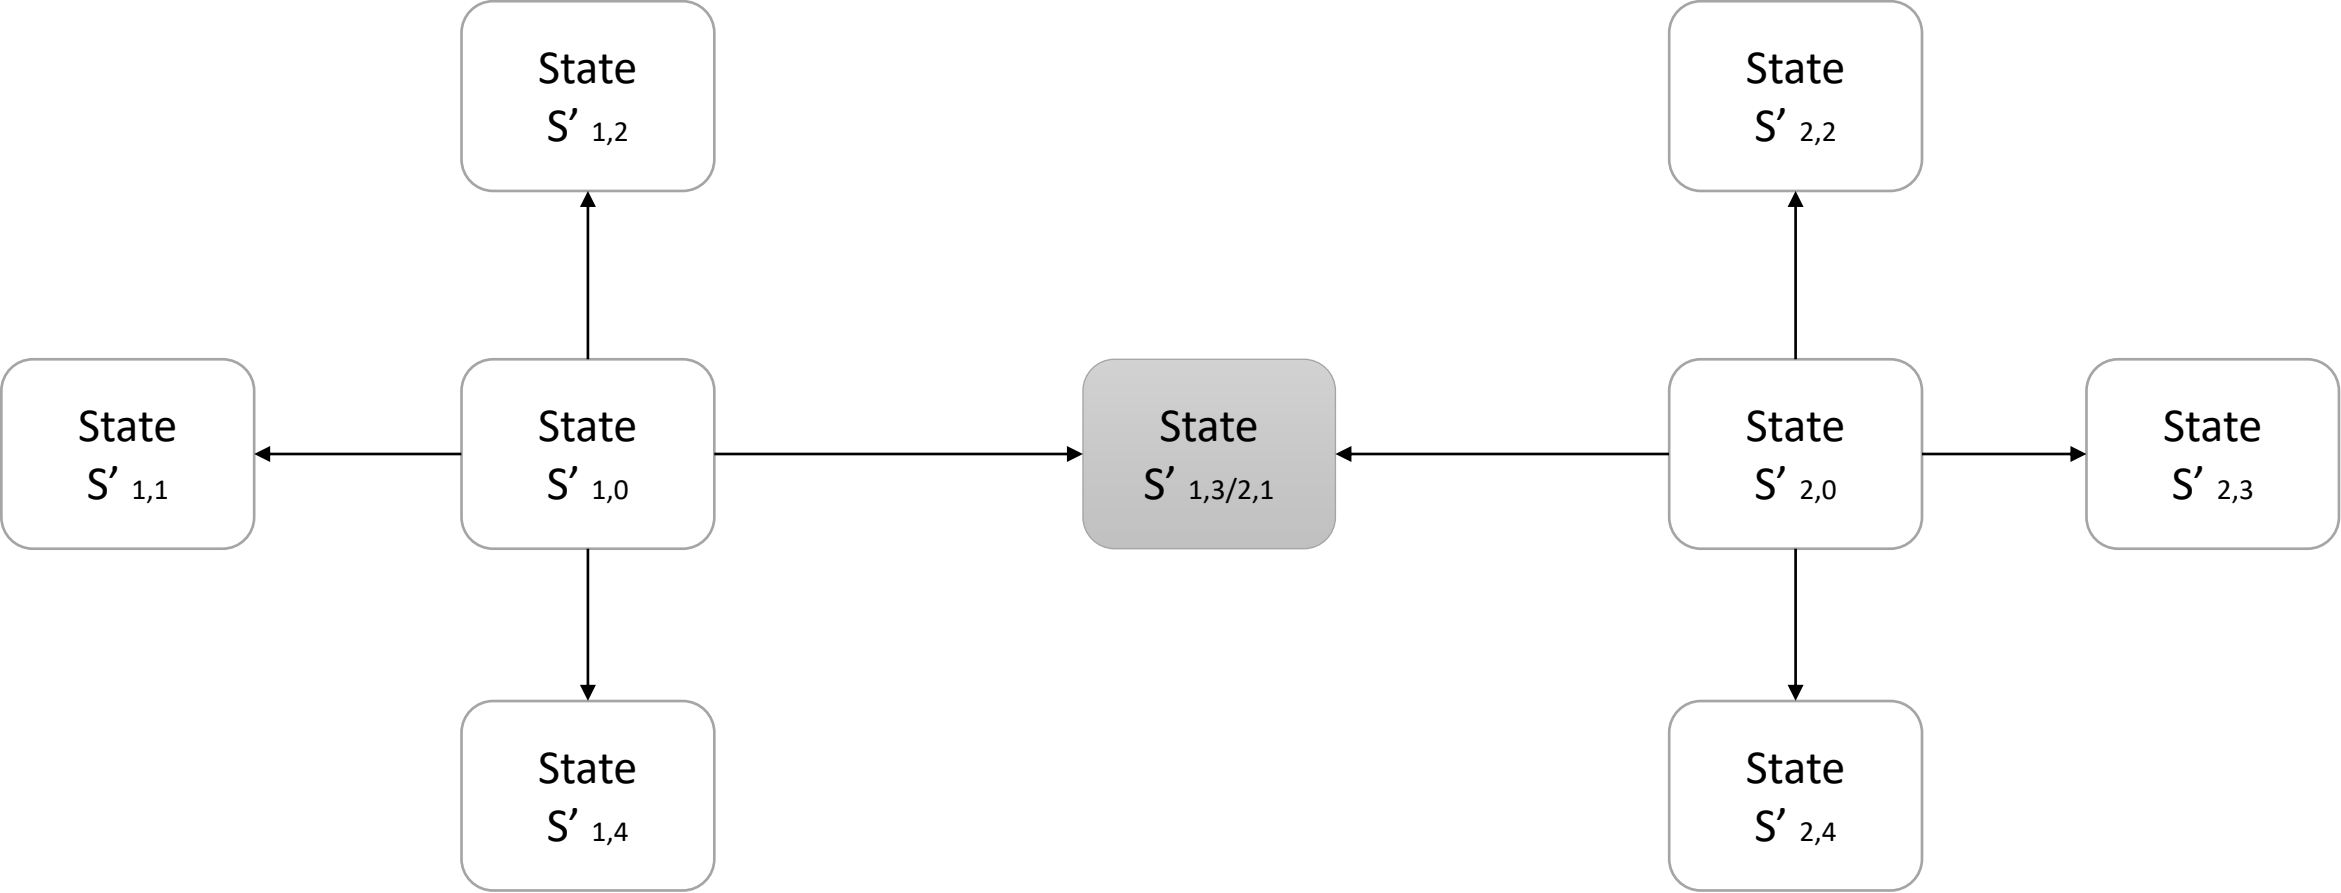 State
S’ 1,2
State
S’ 2,2
State
S’ 1,1
State
S’ 1,0
State
S’ 1,3/2,1
State
S’ 2,0
State
S’ 2,3
State
S’ 1,4
State
S’ 2,4